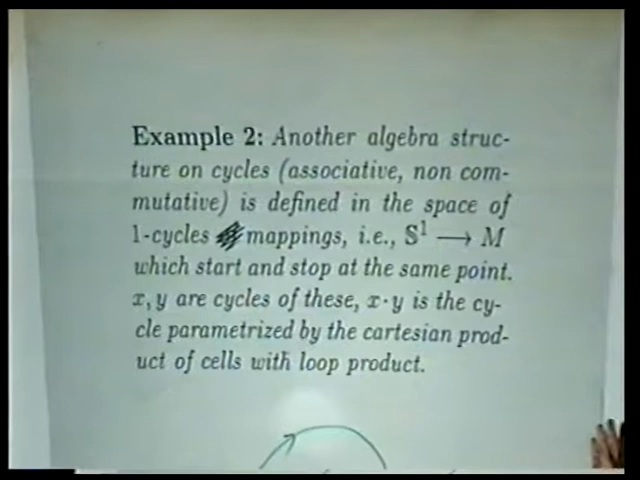 Example 2: Another algebra struc-
ture on cycles (associative, non com-
mutative) is defined in the space of
1-cycles mappings, i.e., S¹ ⟶ M
which start and stop at the same point.
x, y are cycles of these, x·y is the cy-
cle parametrized by the cartesian prod-
uct of cells with loop product.